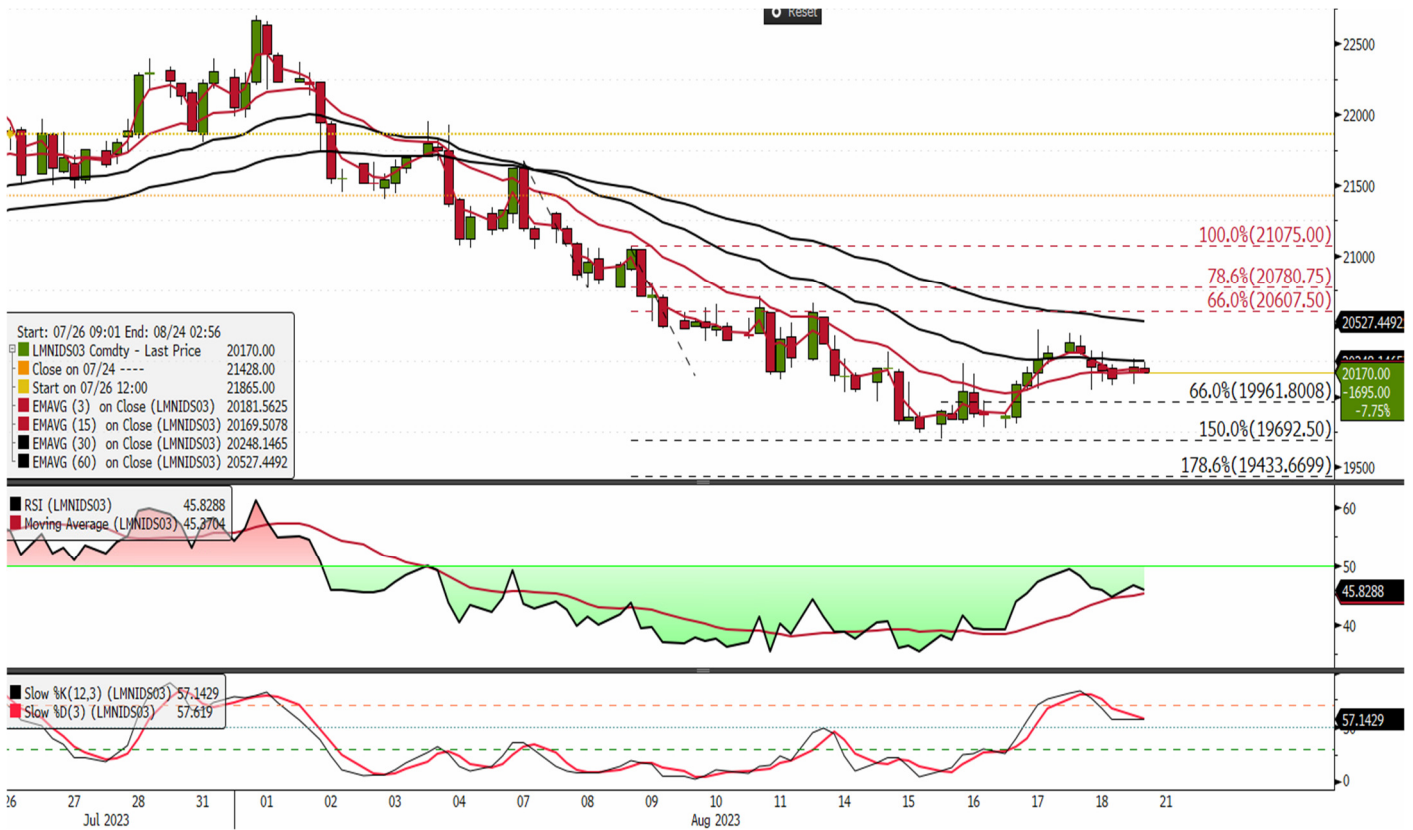 Reset
22500
22000
21500
21000
19500
100.0%(21075.00)
78.6%(20780.75)
66.0%(20607.50)
66.0%(19961.8008)
150.0%(19692.50)
178.6%(19433.6699)
20527.4492
20170.00
-1695.00
-7.75%
Start: 07/26 09:01 End: 08/24 02:56
LMNIDS03 Comdty - Last Price 20170.00
Close on 07/24 ---- 21428.00
Start on 07/26 12:00 21865.00
EMAVG (3) on Close (LMNIDS03) 20181.5625
EMAVG (15) on Close (LMNIDS03) 20169.5078
EMAVG (30) on Close (LMNIDS03) 20248.1465
EMAVG (60) on Close (LMNIDS03) 20527.4492
RSI (LMNIDS03) 45.8288
Moving Average (LMNIDS03) 45.3704
60
50
45.8288
40
Slow %K(12,3) (LMNIDS03) 57.1429
Slow %D(3) (LMNIDS03) 57.619
57.1429
0
26 27 28 31 01 02 03 04 07 08 09 10 11 14 15 16 17 18 21
Jul 2023 Aug 2023